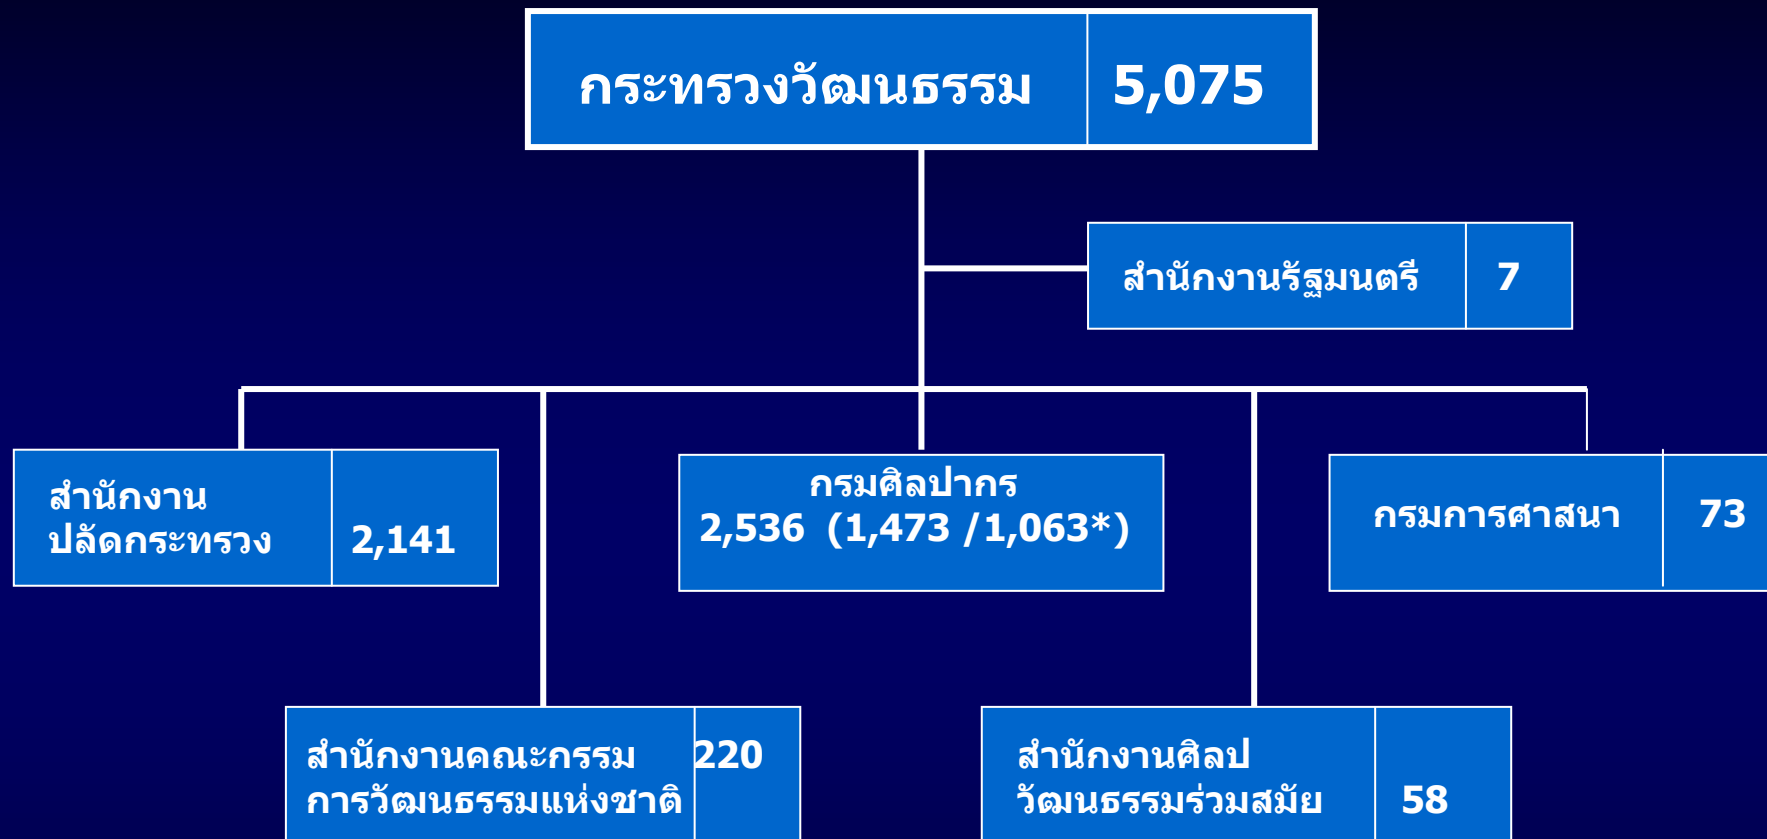 กระทรวงวัฒนธรรม 5,075
สำนักงานรัฐมนตรี 7
สำนักงาน
ปลัดกระทรวง 2,141
กรมศิลปากร
2,536 (1,473 /1,063*)
กรมการศาสนา 73
สำนักงานคณะกรรม 220
การวัฒนธรรมแห่งชาติ
สำนักงานศิลป
วัฒนธรรมร่วมสมัย 58